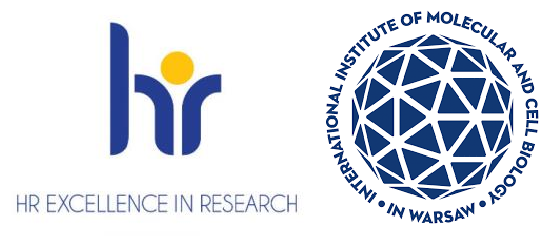 hr
HR EXCELLENCE IN RESEARCH
INTERNATIONAL INSTITUTE OF MOLECULAR AND CELL BIOLOGY
• IN WARSAW •